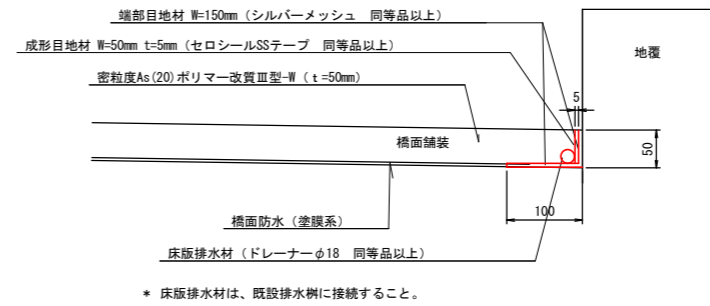 端部目地材 W=150mm（シルバーメッシュ　同等品以上）
成形目地材 W=50mm t=5mm（セロシールSSテープ　同等品以上）
地覆
密粒度As(20)ポリマー改質Ⅲ型-W（ｔ=50mm）
5
橋面舗装
50
100
橋面防水（塗膜系）
床版排水材（ドレーナーφ18　同等品以上）
* 床版排水材は、既設排水桝に接続すること。